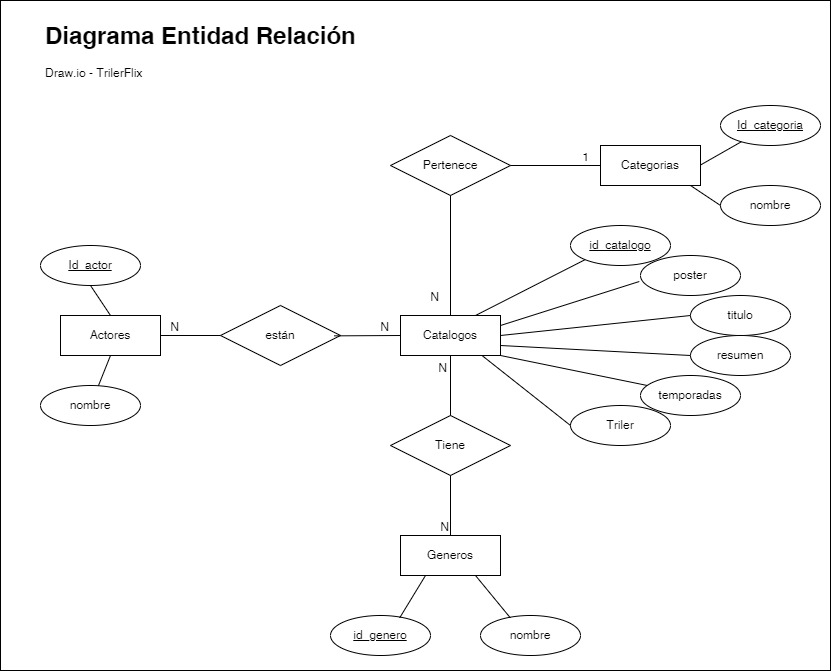 Diagrama Entidad Relación
Draw.io - TrilerFlix
Id_categoria
Pertenece
1
Categorias
nombre
id_catalogo
Id_actor
poster
N
titulo
Actores
N
están
N
Catalogos
resumen
N
temporadas
nombre
Triler
Tiene
N
Generos
id_genero
nombre